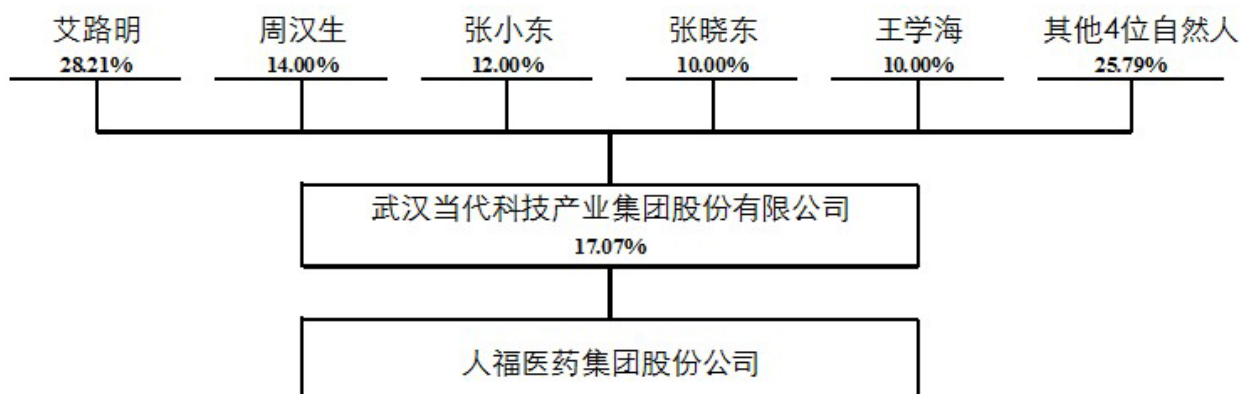 艾路明 周汉生 张小东 张晓东 王学海 其他4位自然人
28.21% 14.00% 12.00% 10.00% 10.00% 25.79%
武汉当代科技产业集团股份有限公司
17.07%
人福医药集团股份公司